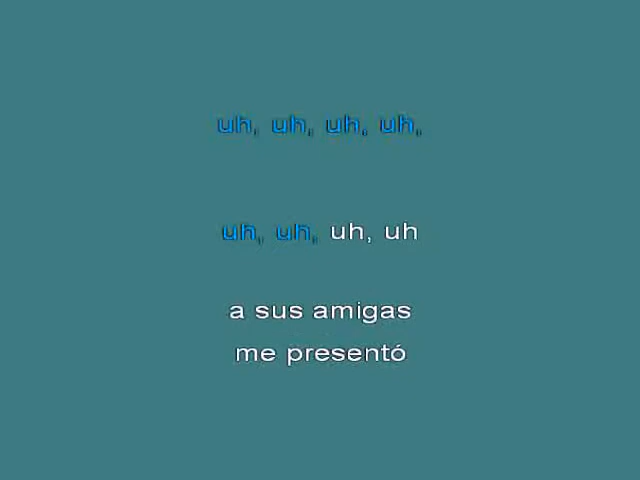 uh, uh, uh, uh,
uh, uh, uh, uh
a sus amigas
me presentó